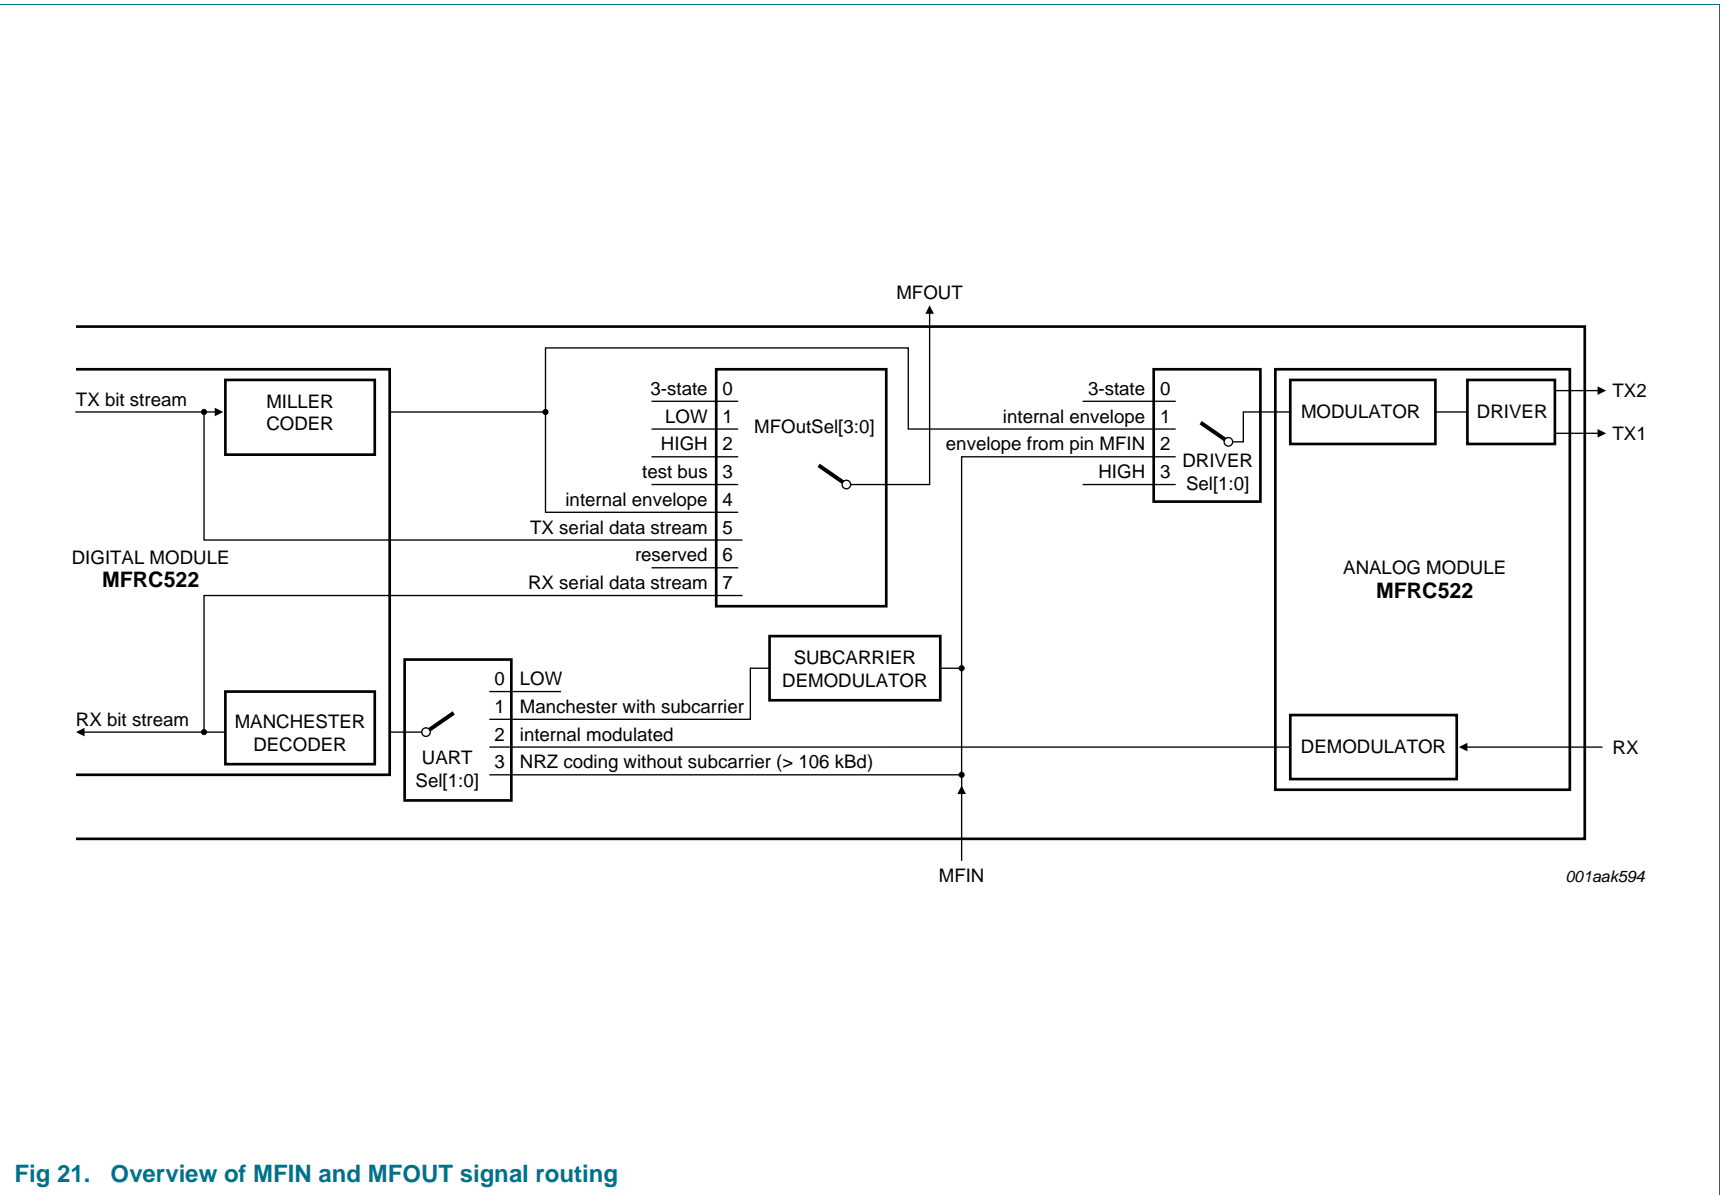 MFOUT
TX bit stream
MILLER
CODER
3-state 0
LOW 1
HIGH 2
test bus 3
internal envelope 4
TX serial data stream 5
reserved 6
RX serial data stream 7
MFOutSel[3:0]
3-state 0
internal envelope 1
envelope from pin MFIN 2
HIGH 3
DRIVER
Sel[1:0]
MODULATOR
DRIVER
TX2
TX1
DIGITAL MODULE
MFRC522
ANALOG MODULE
MFRC522
SUBCARRIER
DEMODULATOR
RX bit stream
MANCHESTER
DECODER
UART
Sel[1:0]
0 LOW
1 Manchester with subcarrier
2 internal modulated
3 NRZ coding without subcarrier (> 106 kBd)
DEMODULATOR
RX
MFIN
001aak594
Fig 21. Overview of MFIN and MFOUT signal routing